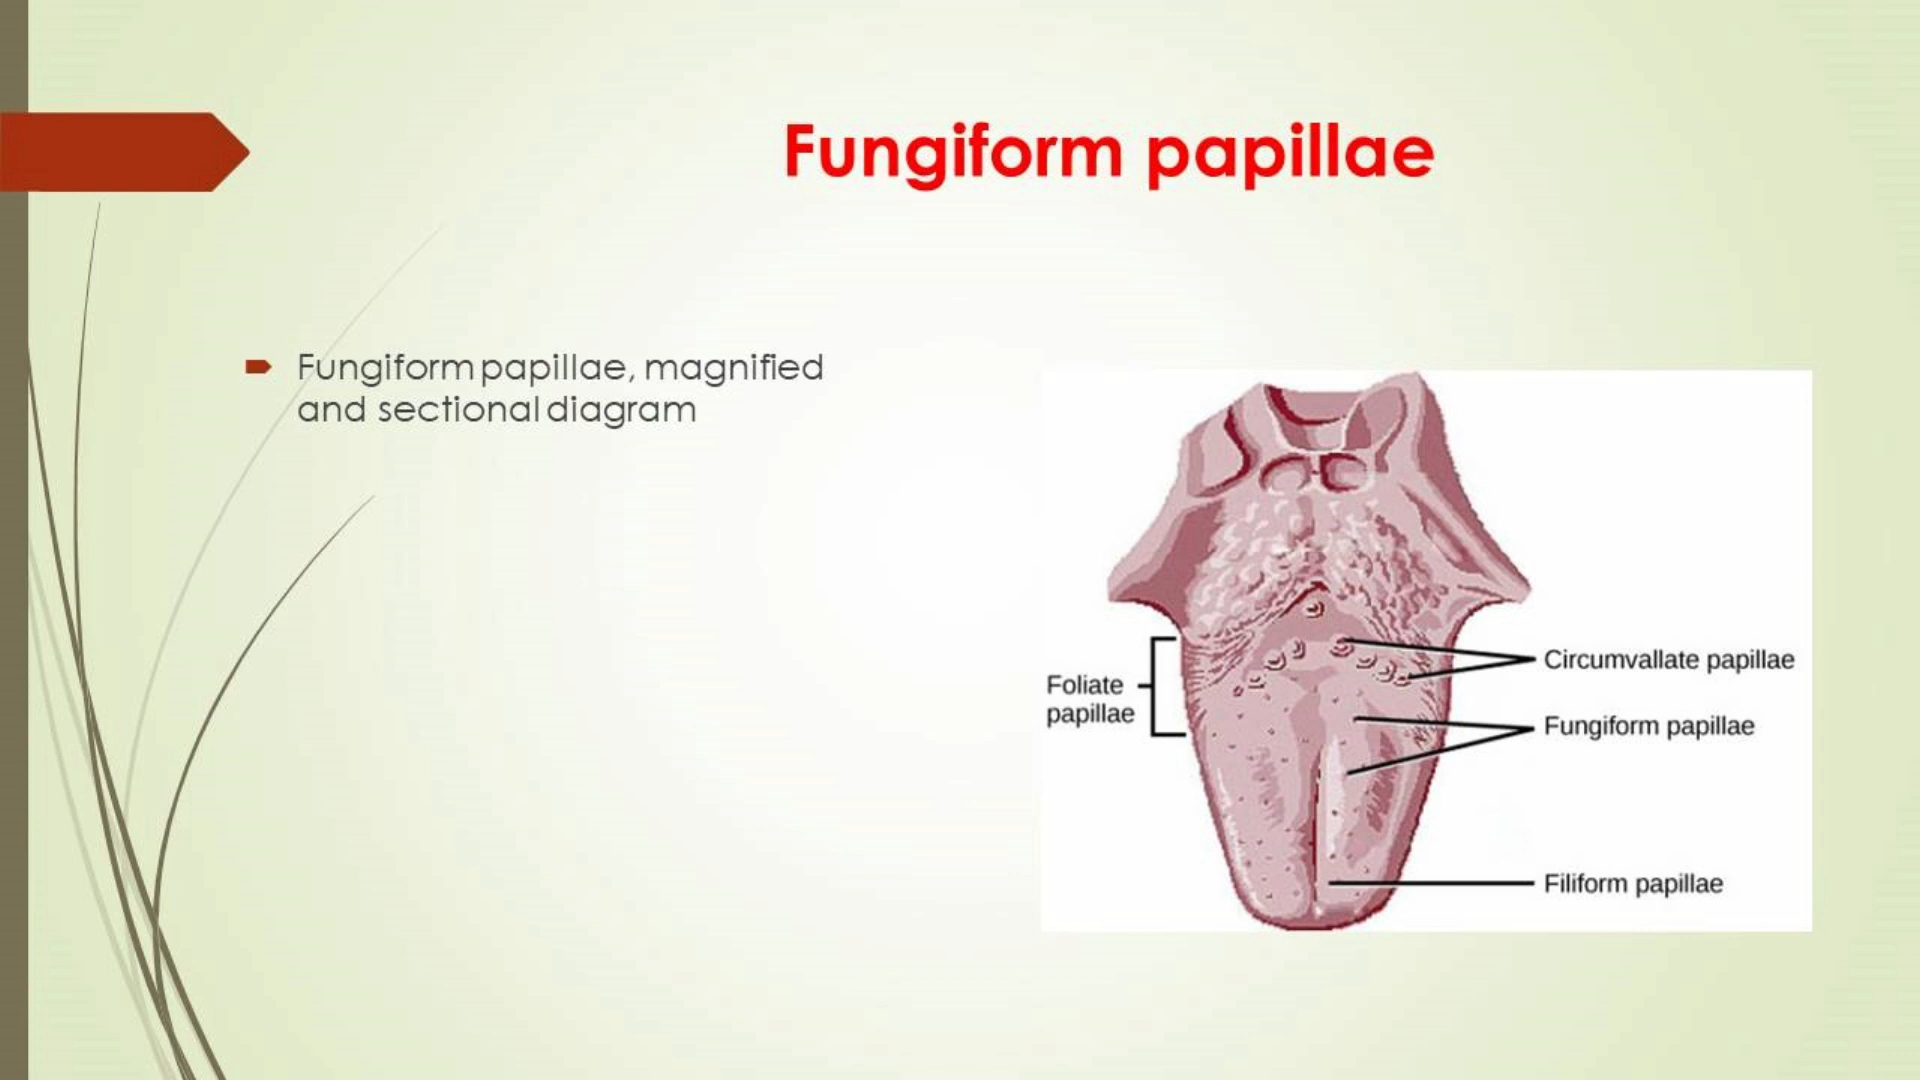 Fungiform papillae
Fungiform papillae, magnified
and sectional diagram
Foliate
papillae
Circumvallate papillae
Fungiform papillae
Filiform papillae